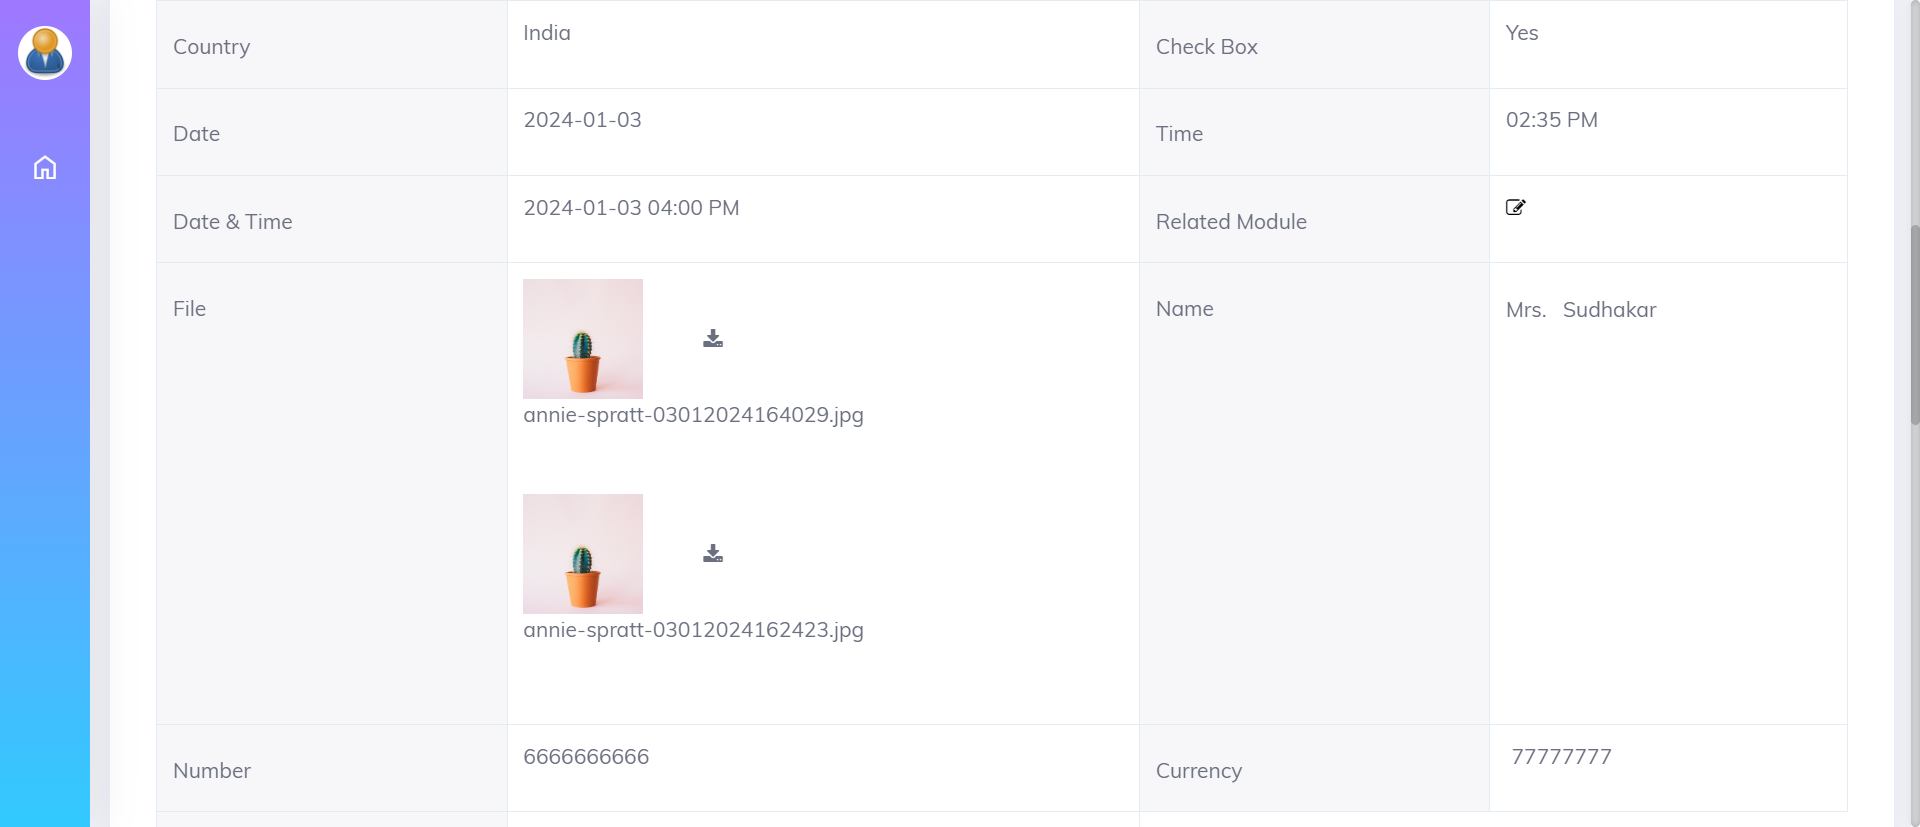 Country
India
Check Box
Yes
Date
2024-01-03
Time
02:35 PM
Date & Time
2024-01-03 04:00 PM
Related Module
File
annie-spratt-03012024164029.jpg
annie-spratt-03012024162423.jpg
Name
Mrs. Sudhakar
Number
6666666666
Currency
77777777